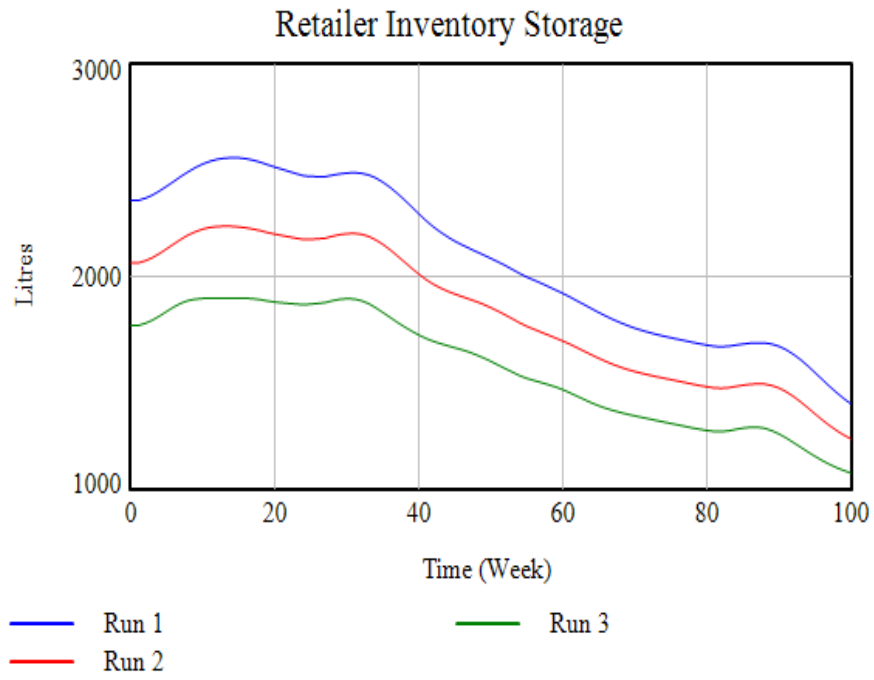 Retailer Inventory Storage
3000
2000
1000
Litres
0 20 40 60 80 100
Time (Week)
Run 1 Run 3
Run 2